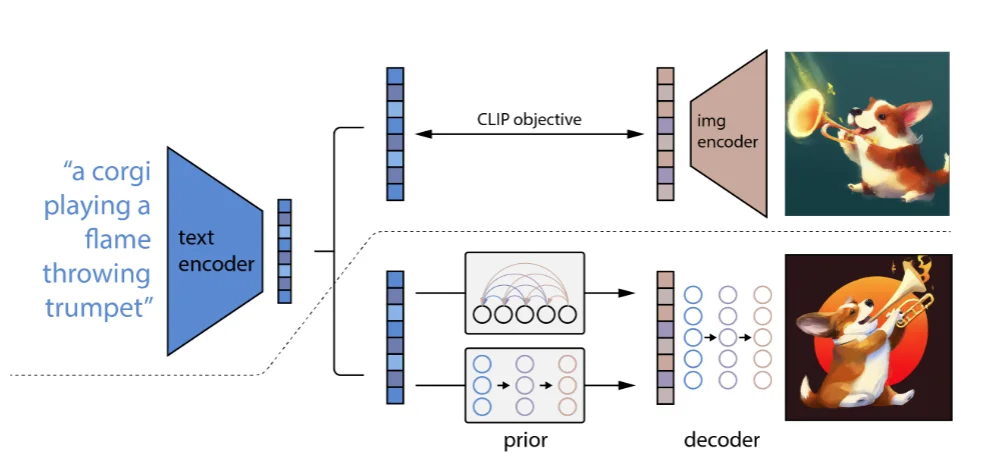 “a corgi
playing a
flame
throwing
trumpet”
text
encoder
CLIP objective
img
encoder
prior
decoder